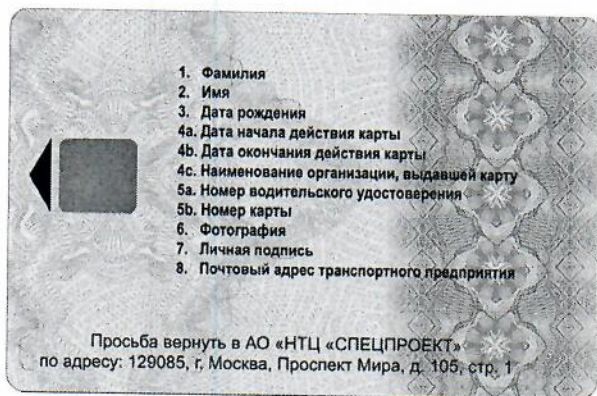 1. Фамилия
2. Имя
3. Дата рождения
4a. Дата начала действия карты
4b. Дата окончания действия карты
4c. Наименование организации, выдавшей карту
5a. Номер водительского удостоверения
5b. Номер карты
6. Фотография
7. Личная подпись
8. Почтовый адрес транспортного предприятия
Просьба вернуть в АО «НТЦ «СПЕЦПРОЕКТ»
по адресу: 129085, г. Москва, Проспект Мира, д. 105, стр. 1